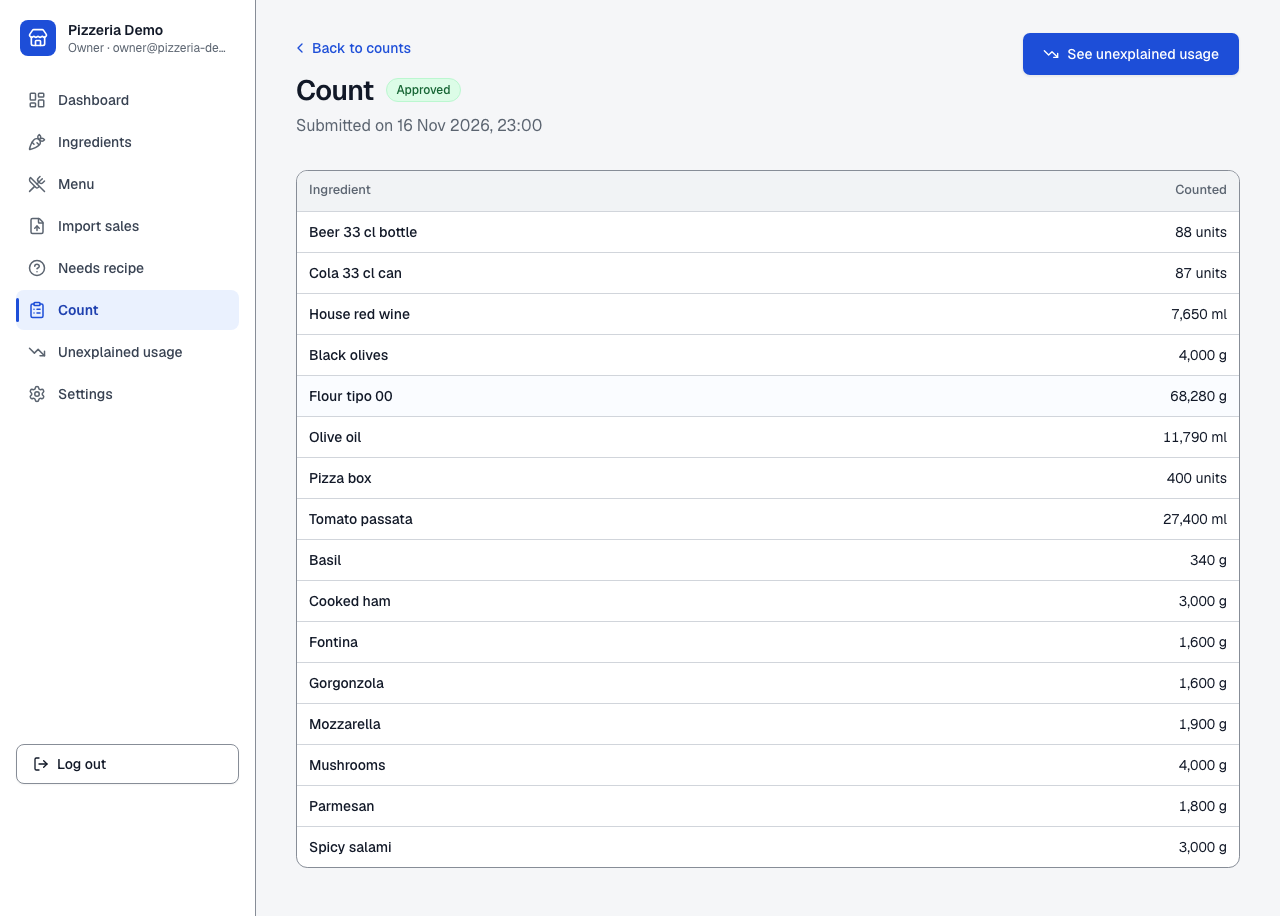 Pizzeria Demo
Owner · owner@pizzeria-de…
Dashboard
Ingredients
Menu
Import sales
Needs recipe
Count
Unexplained usage
Settings
Log out
Back to counts
See unexplained usage
Count Approved
Submitted on 16 Nov 2026, 23:00
Ingredient Counted
Beer 33 cl bottle 88 units
Cola 33 cl can 87 units
House red wine 7,650 ml
Black olives 4,000 g
Flour tipo 00 68,280 g
Olive oil 11,790 ml
Pizza box 400 units
Tomato passata 27,400 ml
Basil 340 g
Cooked ham 3,000 g
Fontina 1,600 g
Gorgonzola 1,600 g
Mozzarella 1,900 g
Mushrooms 4,000 g
Parmesan 1,800 g
Spicy salami 3,000 g